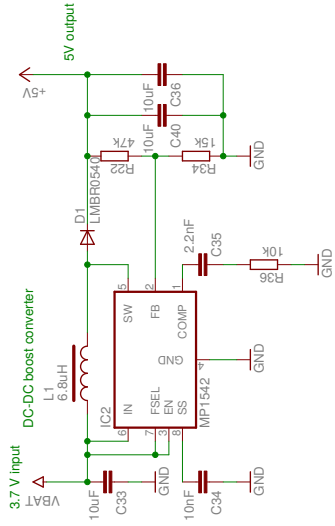 3.7 V input
DC-DC boost converter
5V output
VBAT
+5V
L1
6.8uH
D1
LMBR0540
10uF
C33
GND
IC2
IN
SW
6
5
7
FSEL
FB
2
3
EN
8
SS
COMP
1
GND
4
MP1542
R22
47k
R34
15k
GND
10uF
C40
10uF
C36
2.2nF
C35
R36
10k
GND
10nF
C34
GND
GND